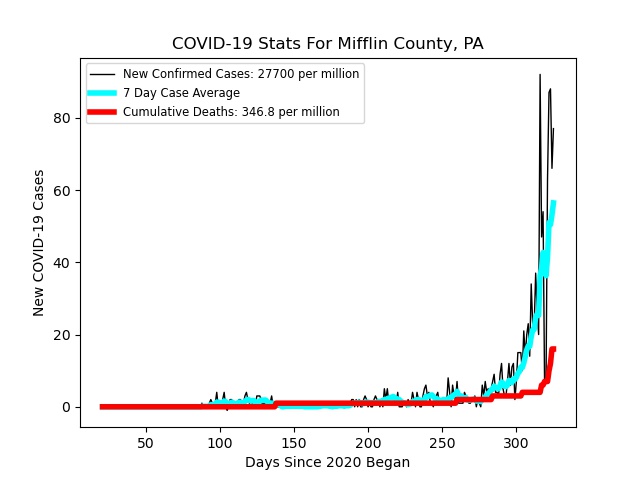 COVID-19 Stats For Mifflin County, PA
New Confirmed Cases: 27700 per million
7 Day Case Average
Cumulative Deaths: 346.8 per million
New COVID-19 Cases
80
60
40
20
0
50 100 150 200 250 300
Days Since 2020 Began